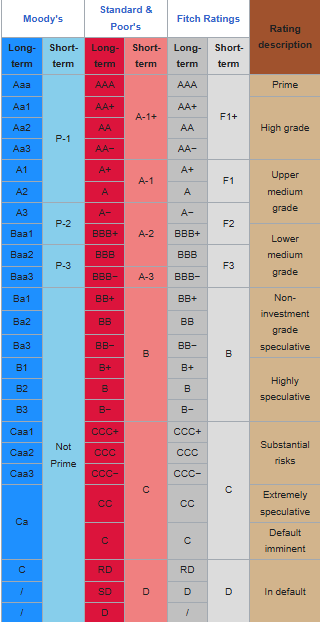 Moody's Standard & Poor's Fitch Ratings Rating description
Long-term Short-term Long-term Short-term Long-term Short-term
Aaa P-1 AAA A-1+ AAA F1+ Prime
Aa1 AA+ AA+ High grade
Aa2 AA AA
Aa3 AA− AA−
A1 A+ A-1 A+ F1 Upper medium grade
A2 A A
A3 P-2 A− A-2 A− F2
Baa1 BBB+ BBB+ Lower medium grade
Baa2 P-3 BBB BBB F3
Baa3 BBB− A-3 BBB−
Ba1 Not Prime BB+ B BB+ B Non-investment grade speculative
Ba2 BB BB
Ba3 BB− BB−
B1 B+ B+ Highly speculative
B2 B B
B3 B− B−
Caa1 CCC+ C CCC+ C Substantial risks
Caa2 CCC CCC
Caa3 CCC− CCC−
Ca CC CC Extremely speculative
C C Default imminent
C RD D RD D In default
/ SD D
/ D /